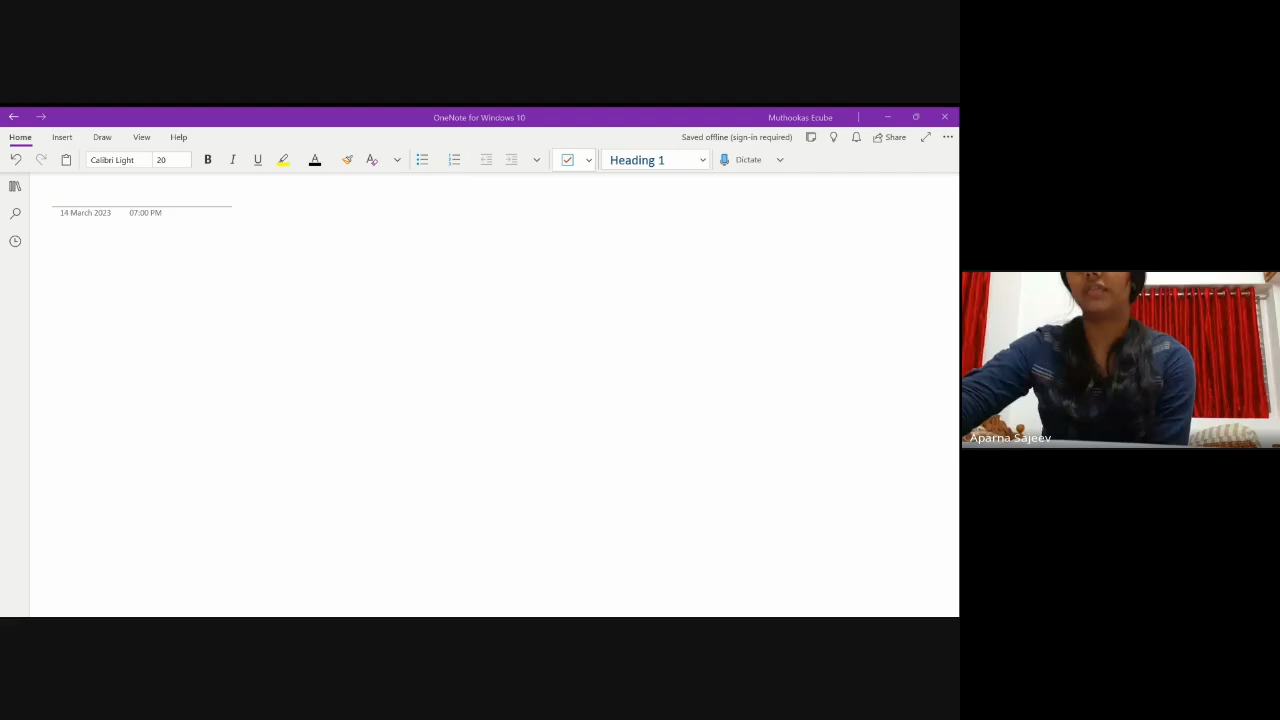 OneNote for Windows 10
Muthookas Ecube
Home Insert Draw View Help
Saved offline (sign-in required)
Share
Calibri Light 20
B I U A A
Heading 1
Dictate
14 March 2023 07:00 PM
Aparna Sajeev